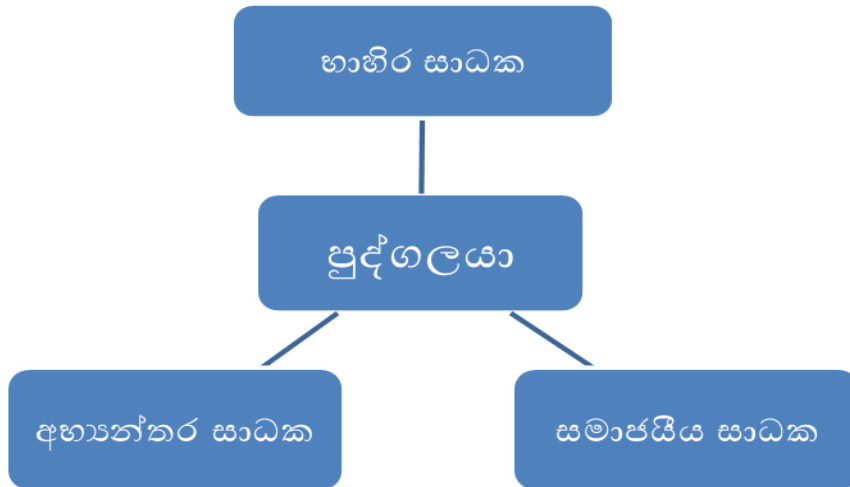 භාහිර සාධක
පුද්ගලයා
අභ්‍යන්තර සාධක
සමාජයීය සාධක